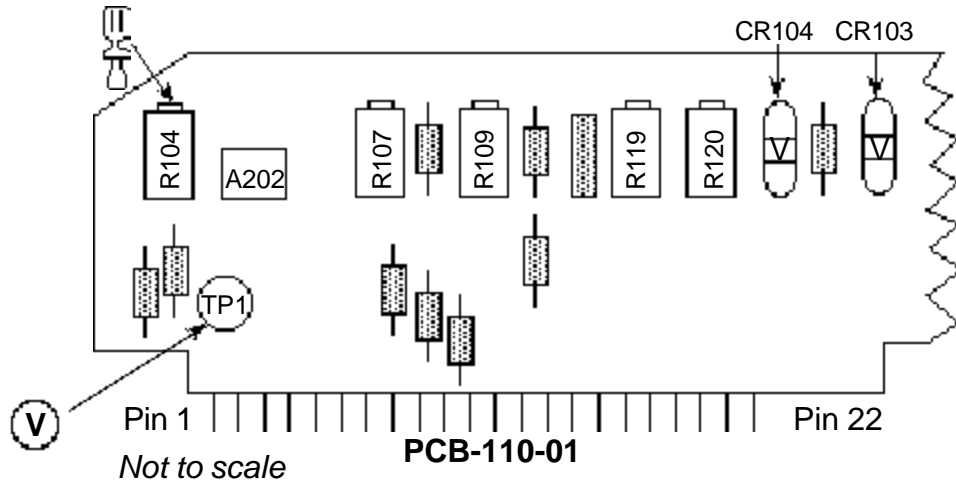 CR104 CR103
R104
A202
R107
R109
R119
R120
V
V
TP1
V
Pin 1
Pin 22
PCB-110-01
Not to scale